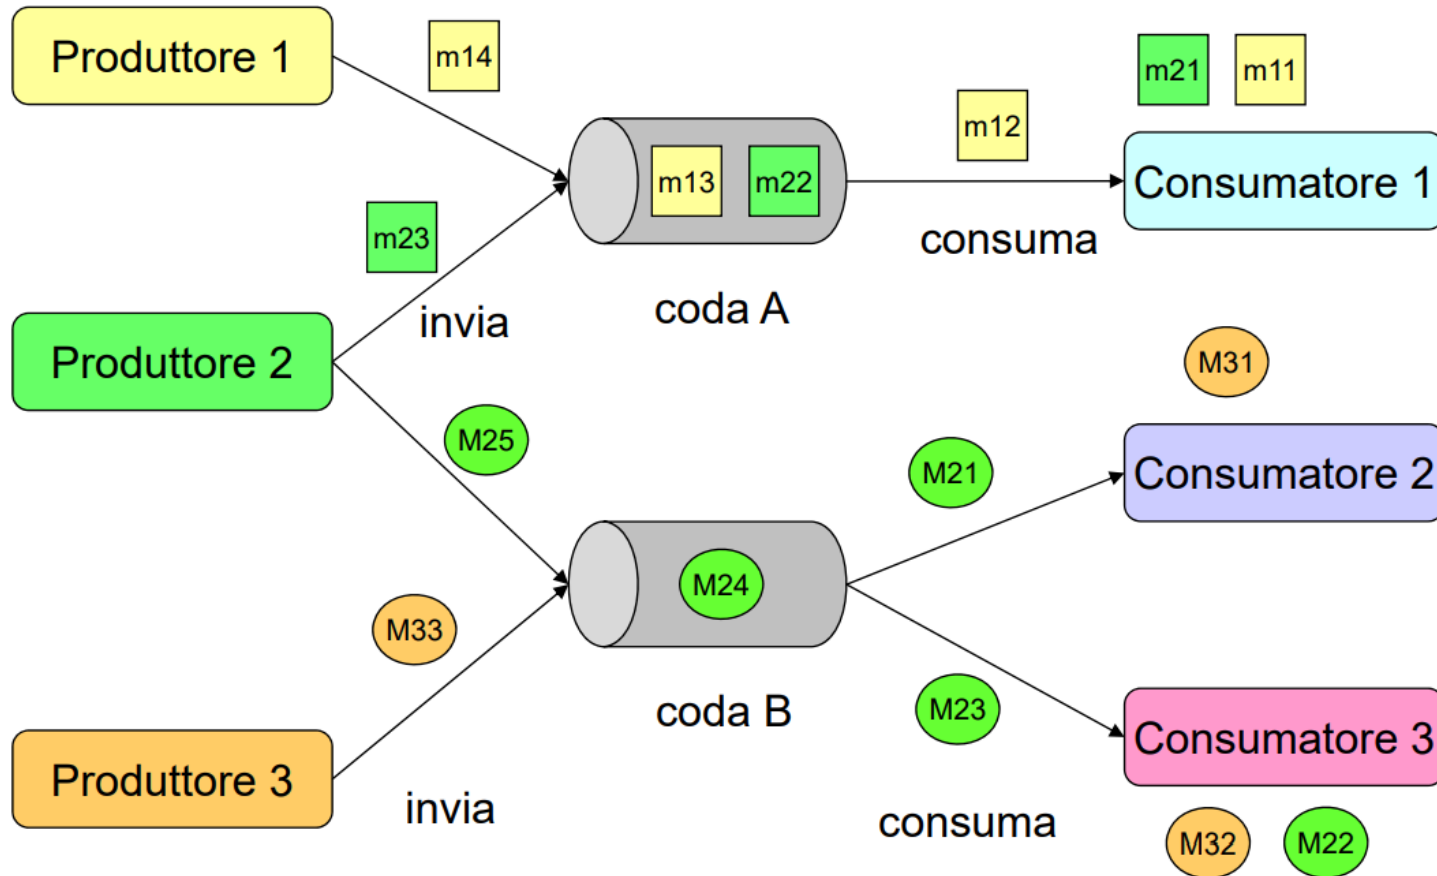 Produttore 1
m14
m21
m11
m12
m13
m22
Consumatore 1
m23
consuma
invia
coda A
Produttore 2
M31
M25
M21
Consumatore 2
M24
M33
M23
coda B
Consumatore 3
Produttore 3
invia
consuma
M32
M22